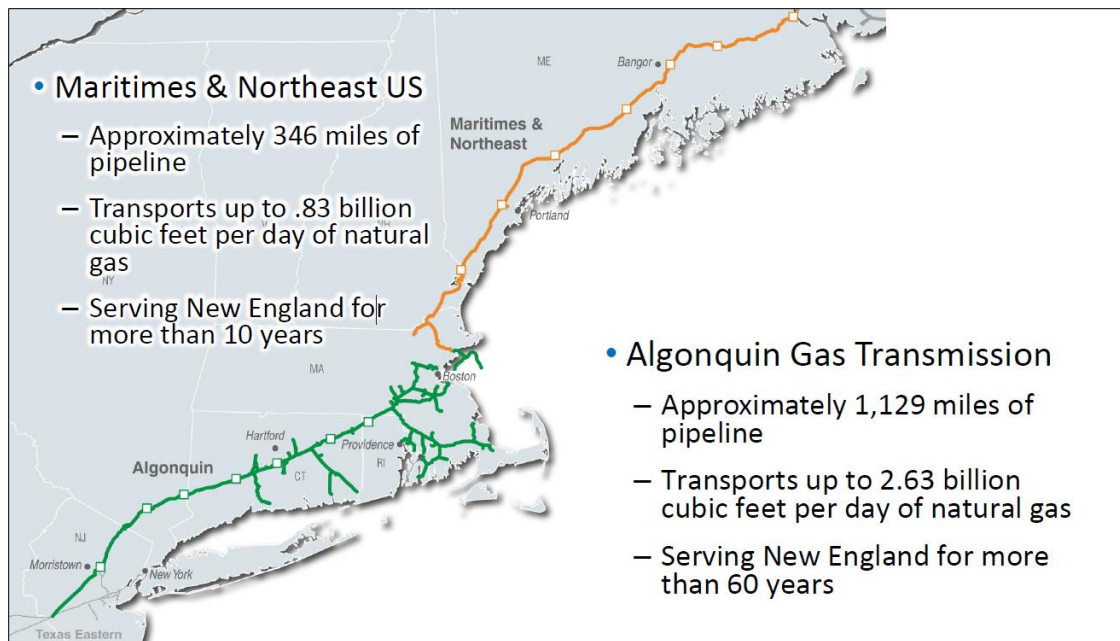 • Maritimes & Northeast US
– Approximately 346 miles of
pipeline
– Transports up to .83 billion
cubic feet per day of natural
gas
– Serving New England for
more than 10 years
• Algonquin Gas Transmission
– Approximately 1,129 miles of
pipeline
– Transports up to 2.63 billion
cubic feet per day of natural gas
– Serving New England for more
than 60 years
ME
Bangor
Maritimes &
Northeast
Portland
NH
NY
MA
Boston
Hartford
Providence
Algonquin
CT
RI
NJ
Morristown
New York
Texas Eastern